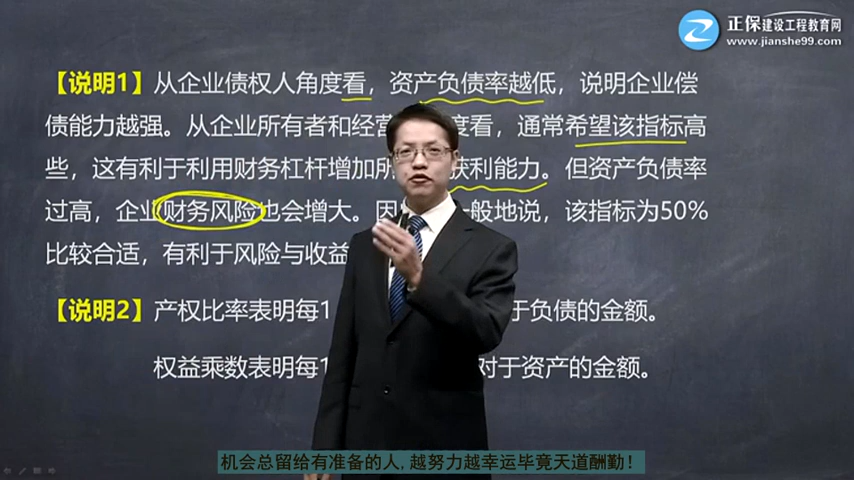 正保建设工程教育网
www.jianshe99.com
【说明1】从企业债权人角度看，资产负债率越低，说明企业偿
债能力越强。从企业所有者和经营 度看，通常希望该指标高
些，这有利于利用财务杠杆增加所 获利能力。但资产负债率
过高，企业财务风险也会增大。因 一般地说，该指标为50%
比较合适，有利于风险与收益
【说明2】产权比率表明每1 于负债的金额。
权益乘数表明每1 对于资产的金额。
机会总留给有准备的人,越努力越幸运毕竟天道酬勤！